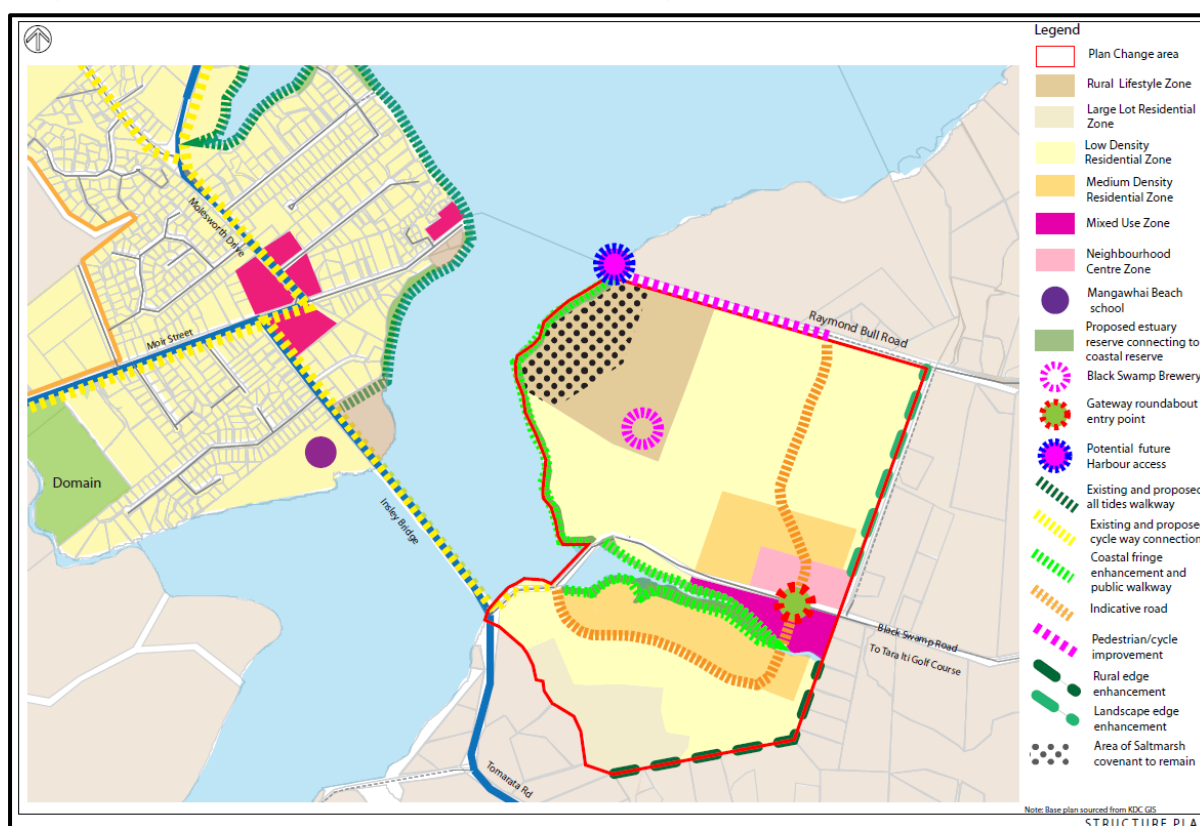 Legend
Plan Change area
Rural Lifestyle Zone
Large Lot Residential
Zone
Low Density
Residential Zone
Medium Density
Residential Zone
Mixed Use Zone
Neighbourhood
Centre Zone
Mangawhai Beach
school
Proposed estuary
reserve connecting to
coastal reserve
Black Swamp Brewery
Gateway roundabout
entry point
Potential future
Harbour access
Existing and proposed
all tides walkway
Existing and propose
cycle way connection
Coastal fringe
enhancement and
public walkway
Indicative road
Pedestrian/cycle
improvement
Rural edge
enhancement
Landscape edge
enhancement
Area of Saltmarsh
covenant to remain
Molesworth Drive
Moir Street
Domain
Insley Bridge
Raymond Bull Road
Black Swamp Road
To Tara Iti Golf Course
Tomarata Rd
Note: Base plan sourced from KDC GIS
STRUCTURE PLA